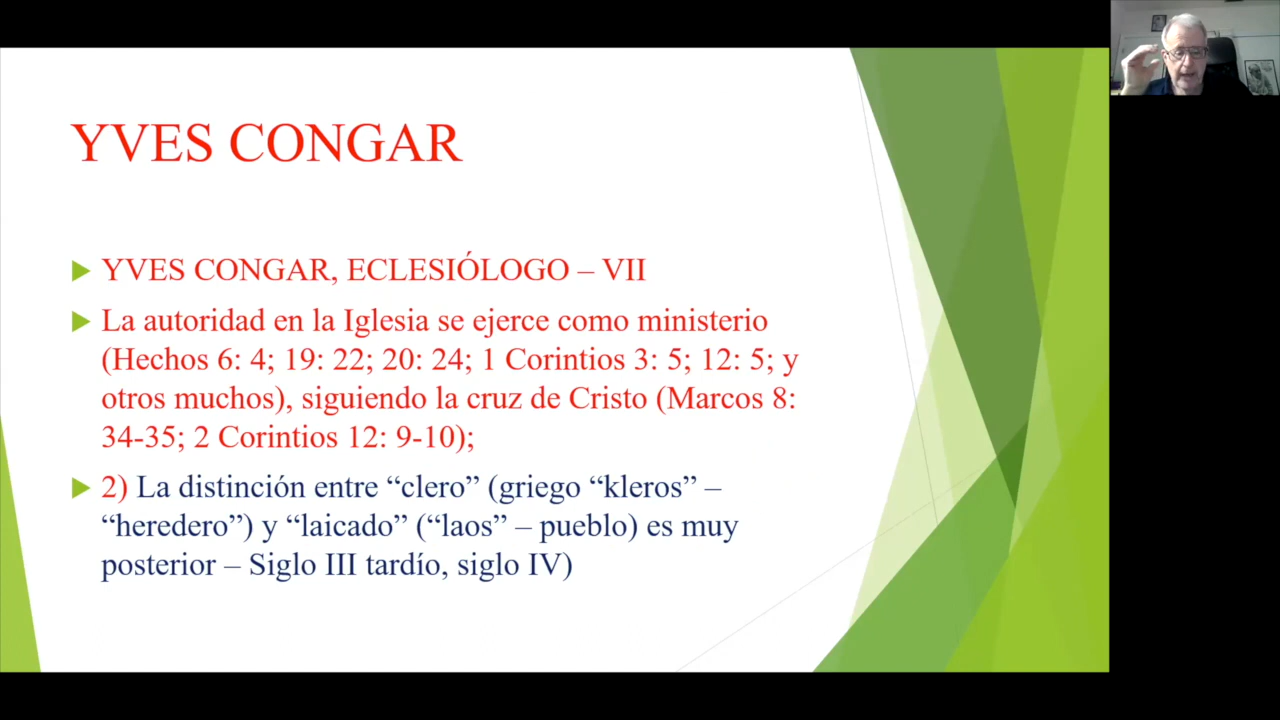 YVES CONGAR
YVES CONGAR, ECLESIÓLOGO – VII
La autoridad en la Iglesia se ejerce como ministerio
(Hechos 6: 4; 19: 22; 20: 24; 1 Corintios 3: 5; 12: 5; y
otros muchos), siguiendo la cruz de Cristo (Marcos 8:
34-35; 2 Corintios 12: 9-10);
2) La distinción entre “clero” (griego “kleros” –
“heredero”) y “laicado” (“laos” – pueblo) es muy
posterior – Siglo III tardío, siglo IV)